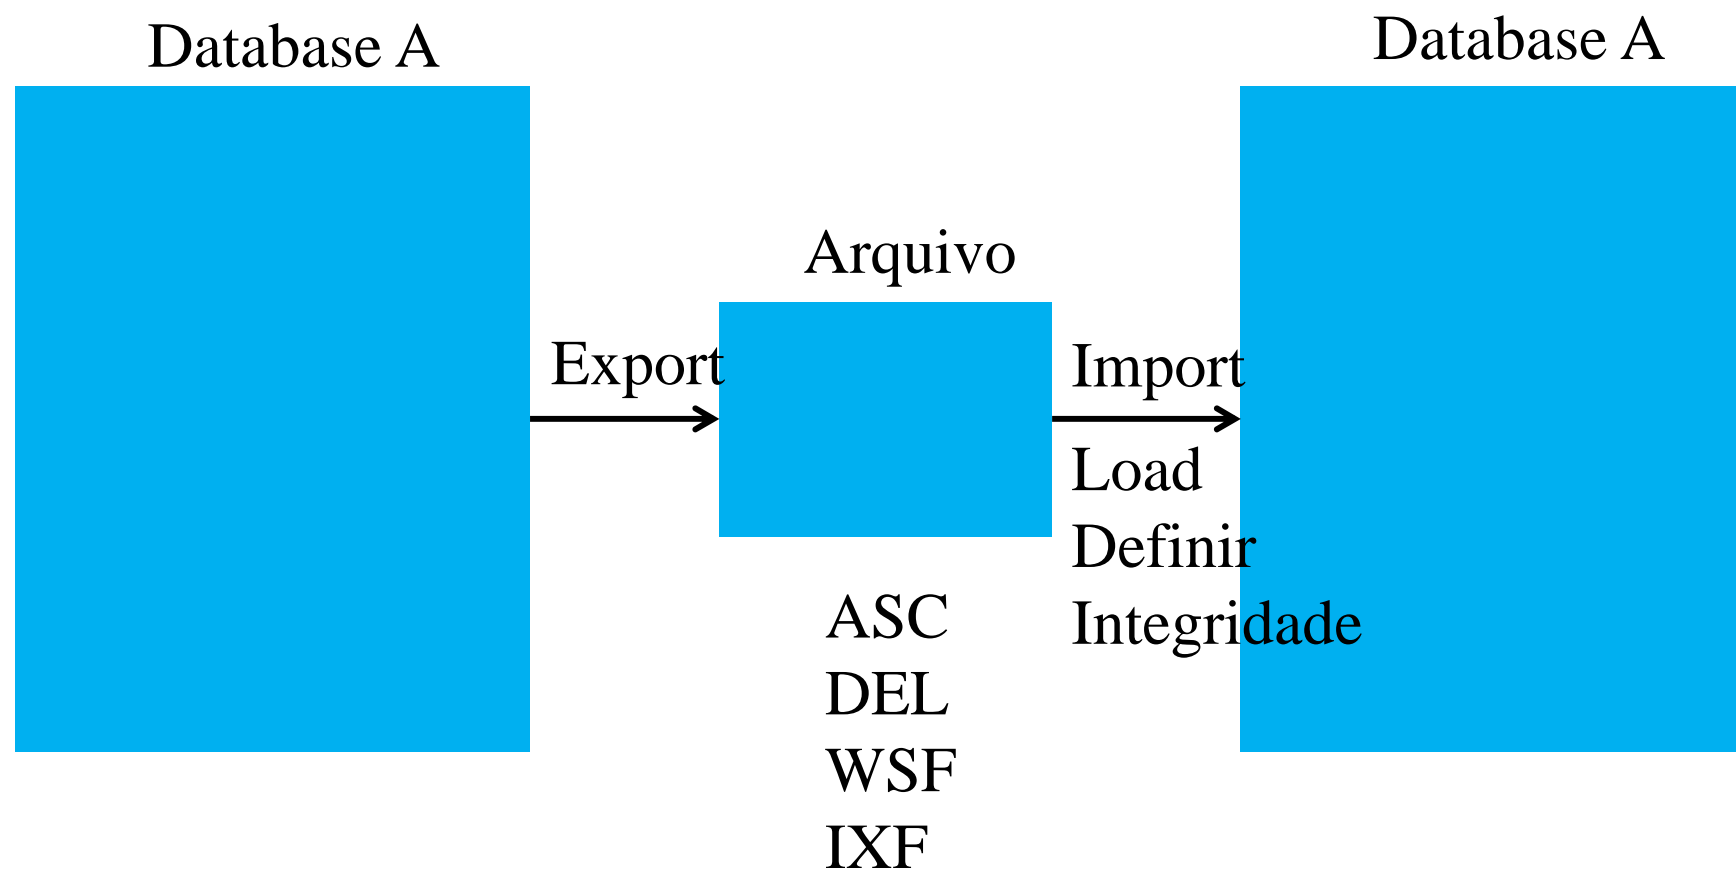 Database A
Database A
Arquivo
Export
Import
Load
Definir
Integridade
ASC
DEL
WSF
IXF